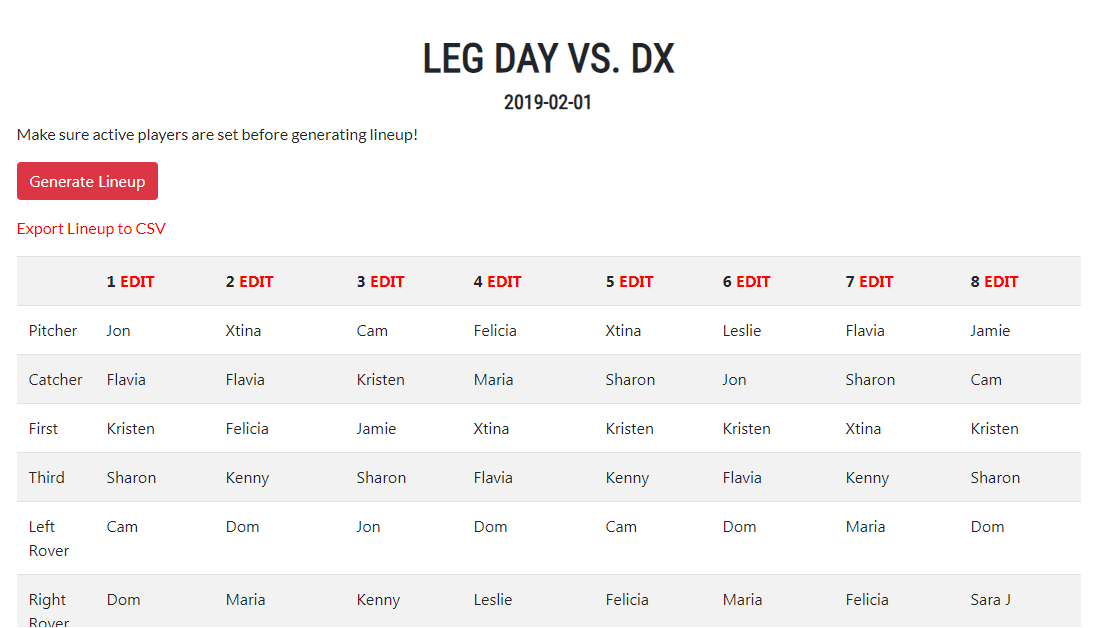 LEG DAY VS. DX
2019-02-01
Make sure active players are set before generating lineup!
Generate Lineup
Export Lineup to CSV
1 EDIT 2 EDIT 3 EDIT 4 EDIT 5 EDIT 6 EDIT 7 EDIT 8 EDIT
Pitcher Jon Xtina Cam Felicia Xtina Leslie Flavia Jamie
Catcher Flavia Flavia Kristen Maria Sharon Jon Sharon Cam
First Kristen Felicia Jamie Xtina Kristen Kristen Xtina Kristen
Third Sharon Kenny Sharon Flavia Kenny Flavia Kenny Sharon
Left Cam Dom Jon Dom Cam Dom Maria Dom
Rover
Right Dom Maria Kenny Leslie Felicia Maria Felicia Sara J
Rover